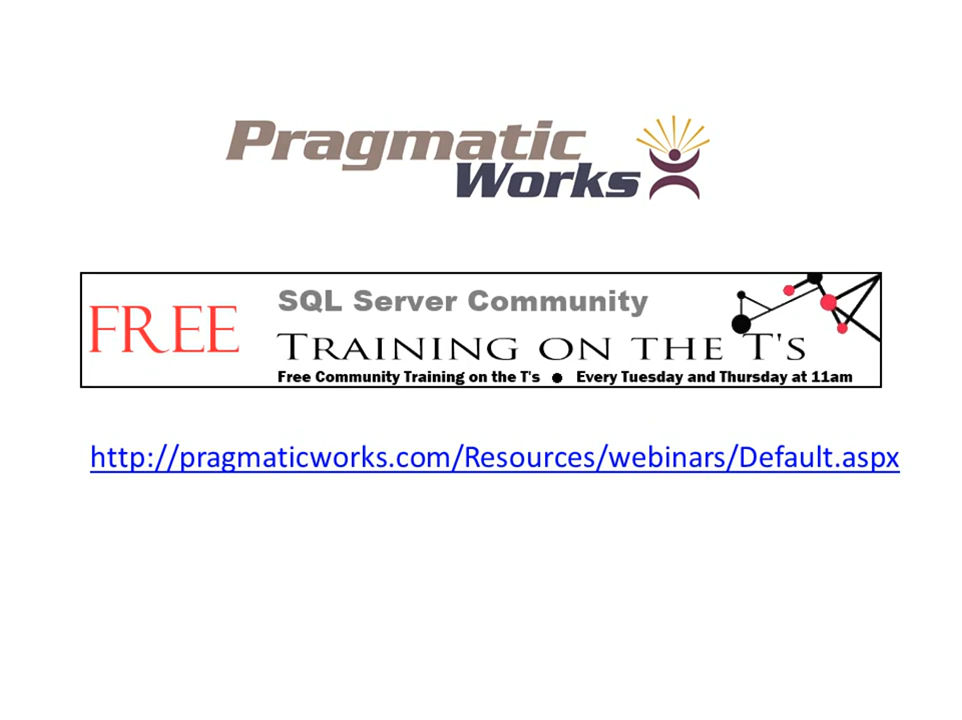 Pragmatic
Works
FREE
SQL Server Community
TRAINING ON THE T'S
Free Community Training on the T's ● Every Tuesday and Thursday at 11am
http://pragmaticworks.com/Resources/webinars/Default.aspx